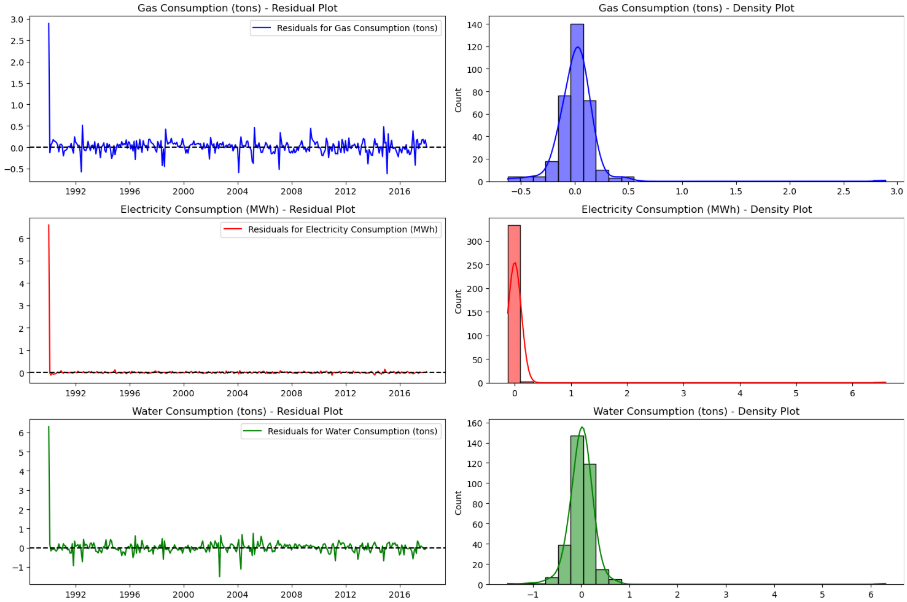 Gas Consumption (tons) - Residual Plot
Residuals for Gas Consumption (tons)
3.0
2.5
2.0
1.5
1.0
0.5
0.0
−0.5
1992 1996 2000 2004 2008 2012 2016
Gas Consumption (tons) - Density Plot
Count
140
120
100
80
60
40
20
0
−0.5 0.0 0.5 1.0 1.5 2.0 2.5 3.0
Electricity Consumption (MWh) - Residual Plot
Residuals for Electricity Consumption (MWh)
6
5
4
3
2
1
0
1992 1996 2000 2004 2008 2012 2016
Electricity Consumption (MWh) - Density Plot
Count
300
250
200
150
100
50
0
0 1 2 3 4 5 6
Water Consumption (tons) - Residual Plot
Residuals for Water Consumption (tons)
6
5
4
3
2
1
0
−1
1992 1996 2000 2004 2008 2012 2016
Water Consumption (tons) - Density Plot
Count
160
140
120
100
80
60
40
20
0
−1 0 1 2 3 4 5 6